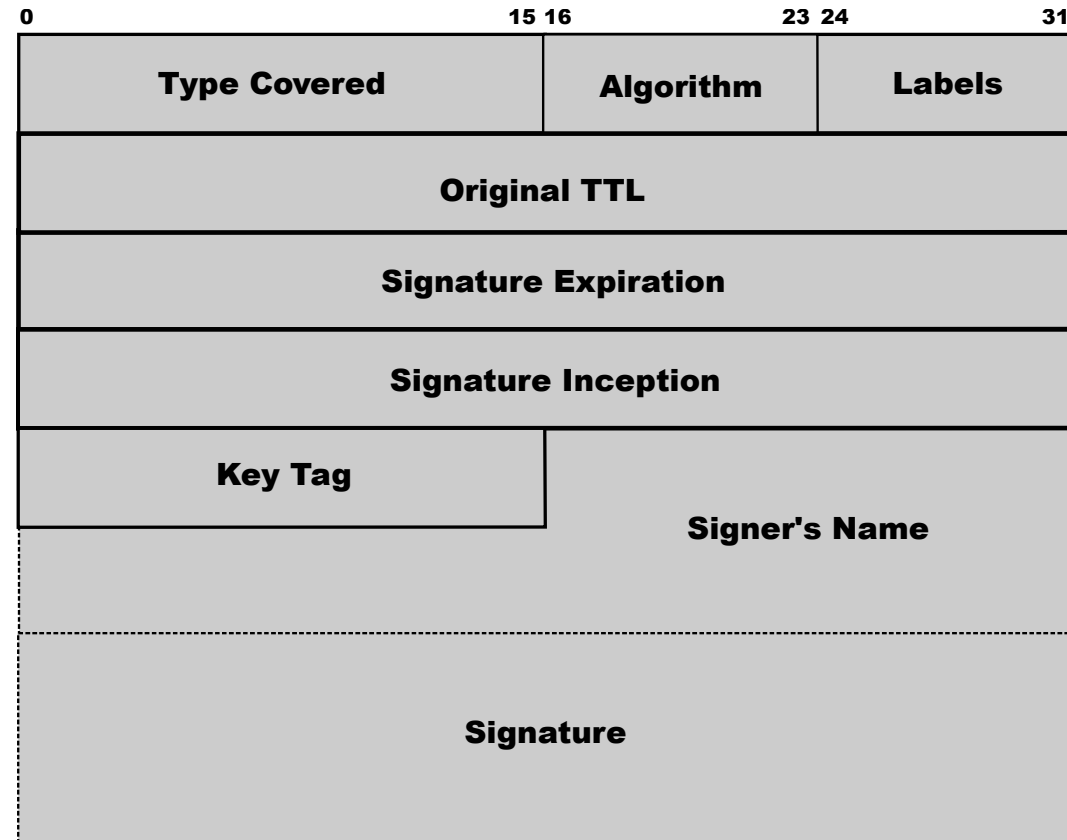 0 15 16 23 24 31
Type Covered Algorithm Labels
Original TTL
Signature Expiration
Signature Inception
Key Tag
Signer's Name
Signature